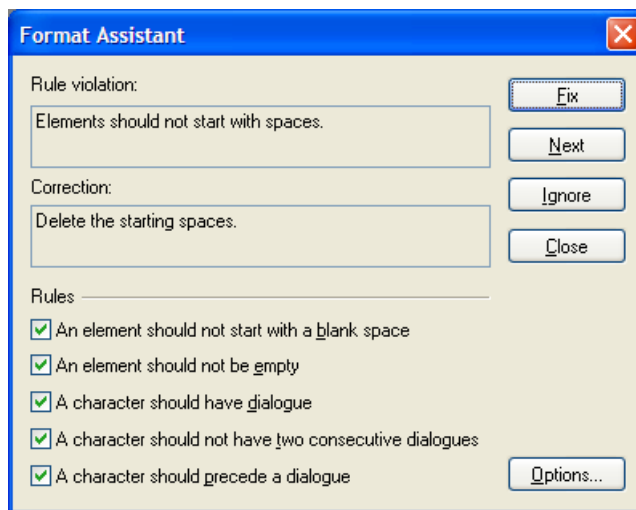 Format Assistant
Rule violation:
Elements should not start with spaces.
Correction:
Delete the starting spaces.
Fix
Next
Ignore
Close
Rules
An element should not start with a blank space
An element should not be empty
A character should have dialogue
A character should not have two consecutive dialogues
A character should precede a dialogue
Options...